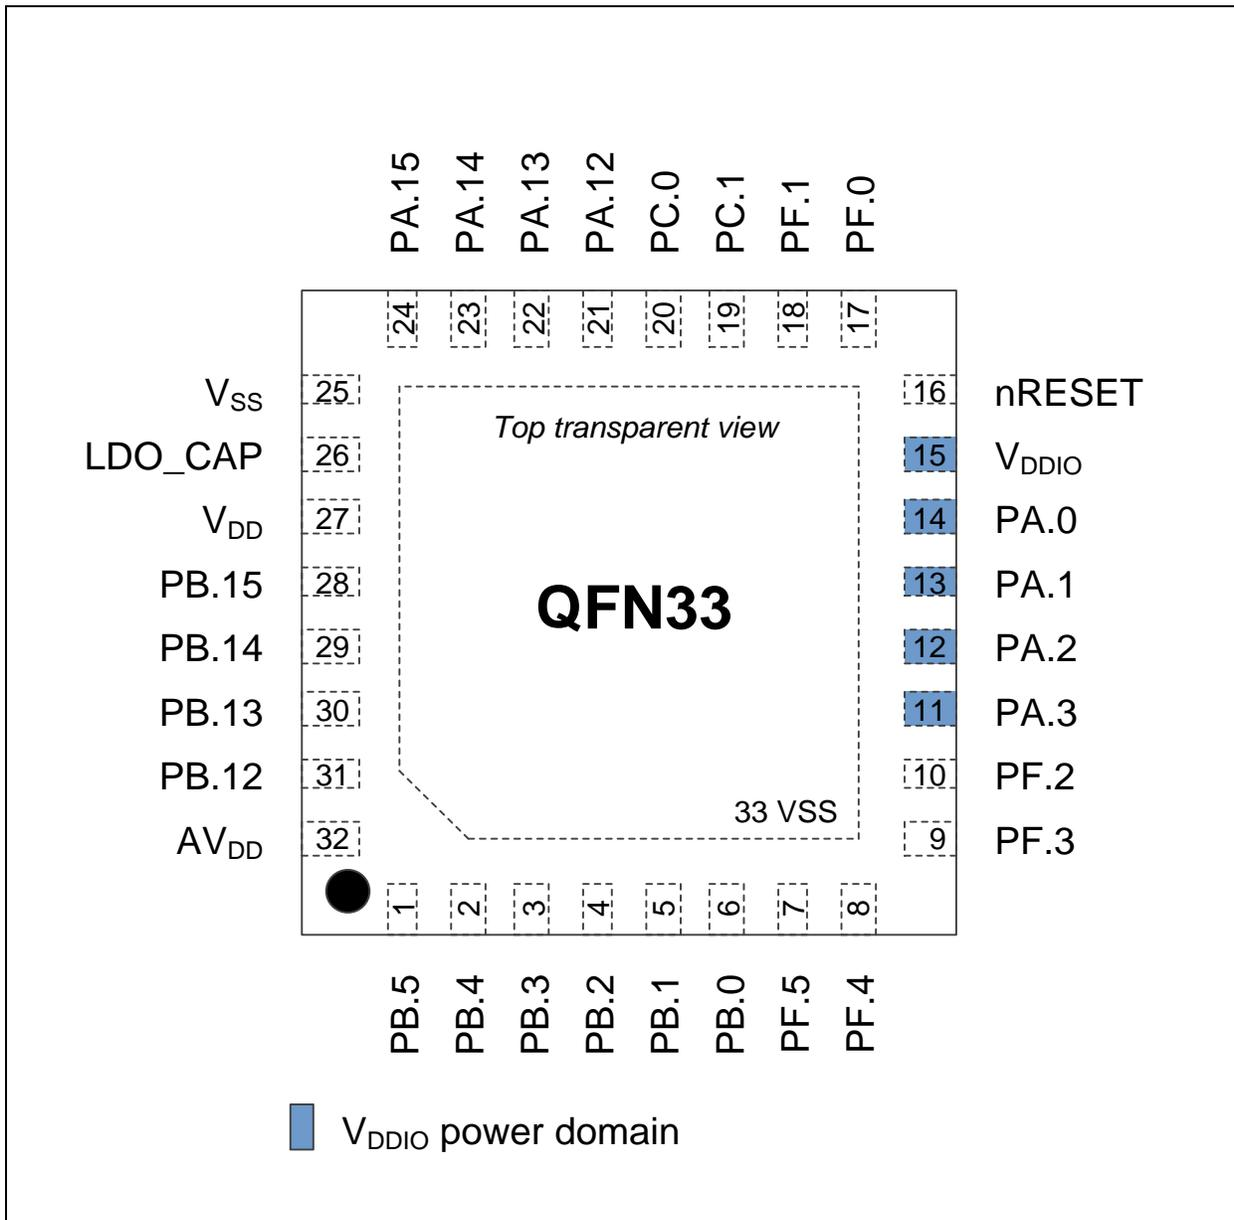 PA.15
PA.14
PA.13
PA.12
PC.0
PC.1
PF.1
PF.0
24
23
22
21
20
19
18
17
VSS
25
LDO_CAP
26
VDD
27
PB.15
28
PB.14
29
PB.13
30
PB.12
31
AVDD
32
Top transparent view
QFN33
33 VSS
16
nRESET
15
VDDIO
14
PA.0
13
PA.1
12
PA.2
11
PA.3
10
PF.2
9
PF.3
1
2
3
4
5
6
7
8
PB.5
PB.4
PB.3
PB.2
PB.1
PB.0
PF.5
PF.4
VDDIO power domain